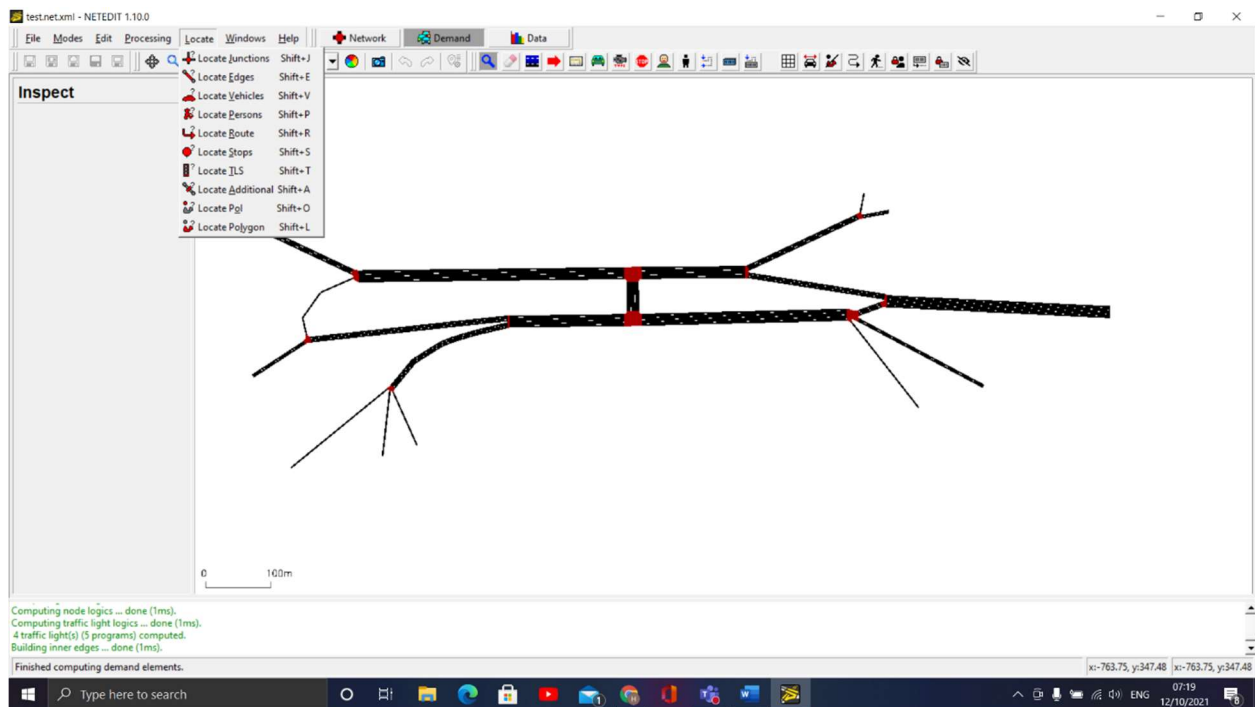 test.net.xml - NETEDIT 1.10.0
File Modes Edit Processing Locate Windows Help Network Demand Data
Locate Junctions Shift+J
Locate Edges Shift+E
Locate Vehicles Shift+V
Locate Persons Shift+P
Locate Route Shift+R
Locate Stops Shift+S
Locate TLS Shift+T
Locate Additional Shift+A
Locate PoI Shift+O
Locate Polygon Shift+L
Inspect
STOP
0 100m
Computing node logics ... done (1ms).
Computing traffic light logics ... done (1ms).
4 traffic light(s) (5 programs) computed.
Building inner edges ... done (1ms).
Finished computing demand elements.
x:-763.75, y:347.48 x:-763.75, y:347.48
Type here to search
1
ENG
07:19
12/10/2021
8